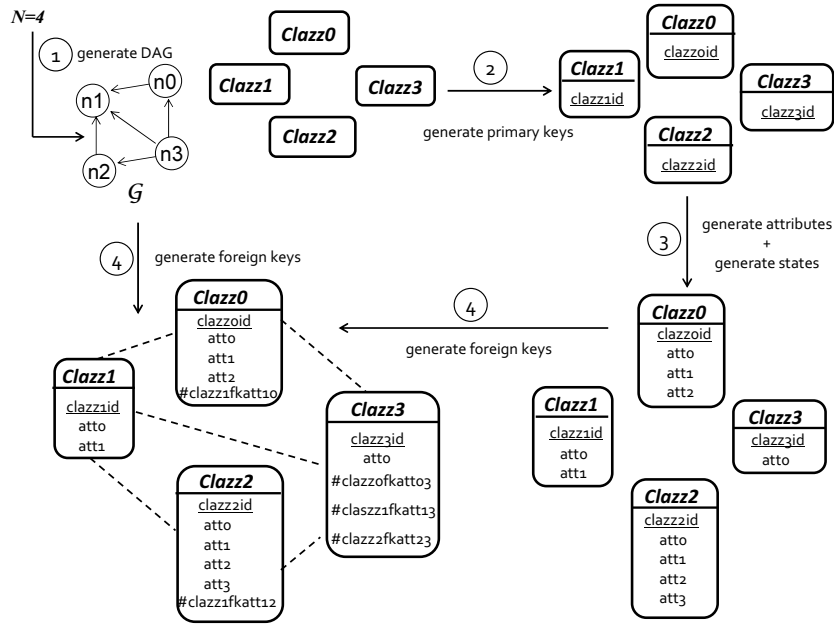 N=4
1 generate DAG
n0
n1
n2
n3
G
Clazz0
Clazz1
Clazz3
Clazz2
2
generate primary keys
Clazz0
clazz0id
Clazz1
clazz1id
Clazz3
clazz3id
Clazz2
clazz2id
3
generate attributes
+
generate states
4
generate foreign keys
4
generate foreign keys
Clazz0
clazz0id
att0
att1
att2
#clazz1fkatt10
Clazz1
clazz1id
att0
att1
Clazz3
clazz3id
att0
#clazz0fkatt03
#claszz1fkatt13
#clazz2fkatt23
Clazz2
clazz2id
att0
att1
att2
att3
#clazz1fkatt12
Clazz0
clazz0id
att0
att1
att2
Clazz1
clazz1id
att0
att1
Clazz3
clazz3id
att0
Clazz2
clazz2id
att0
att1
att2
att3